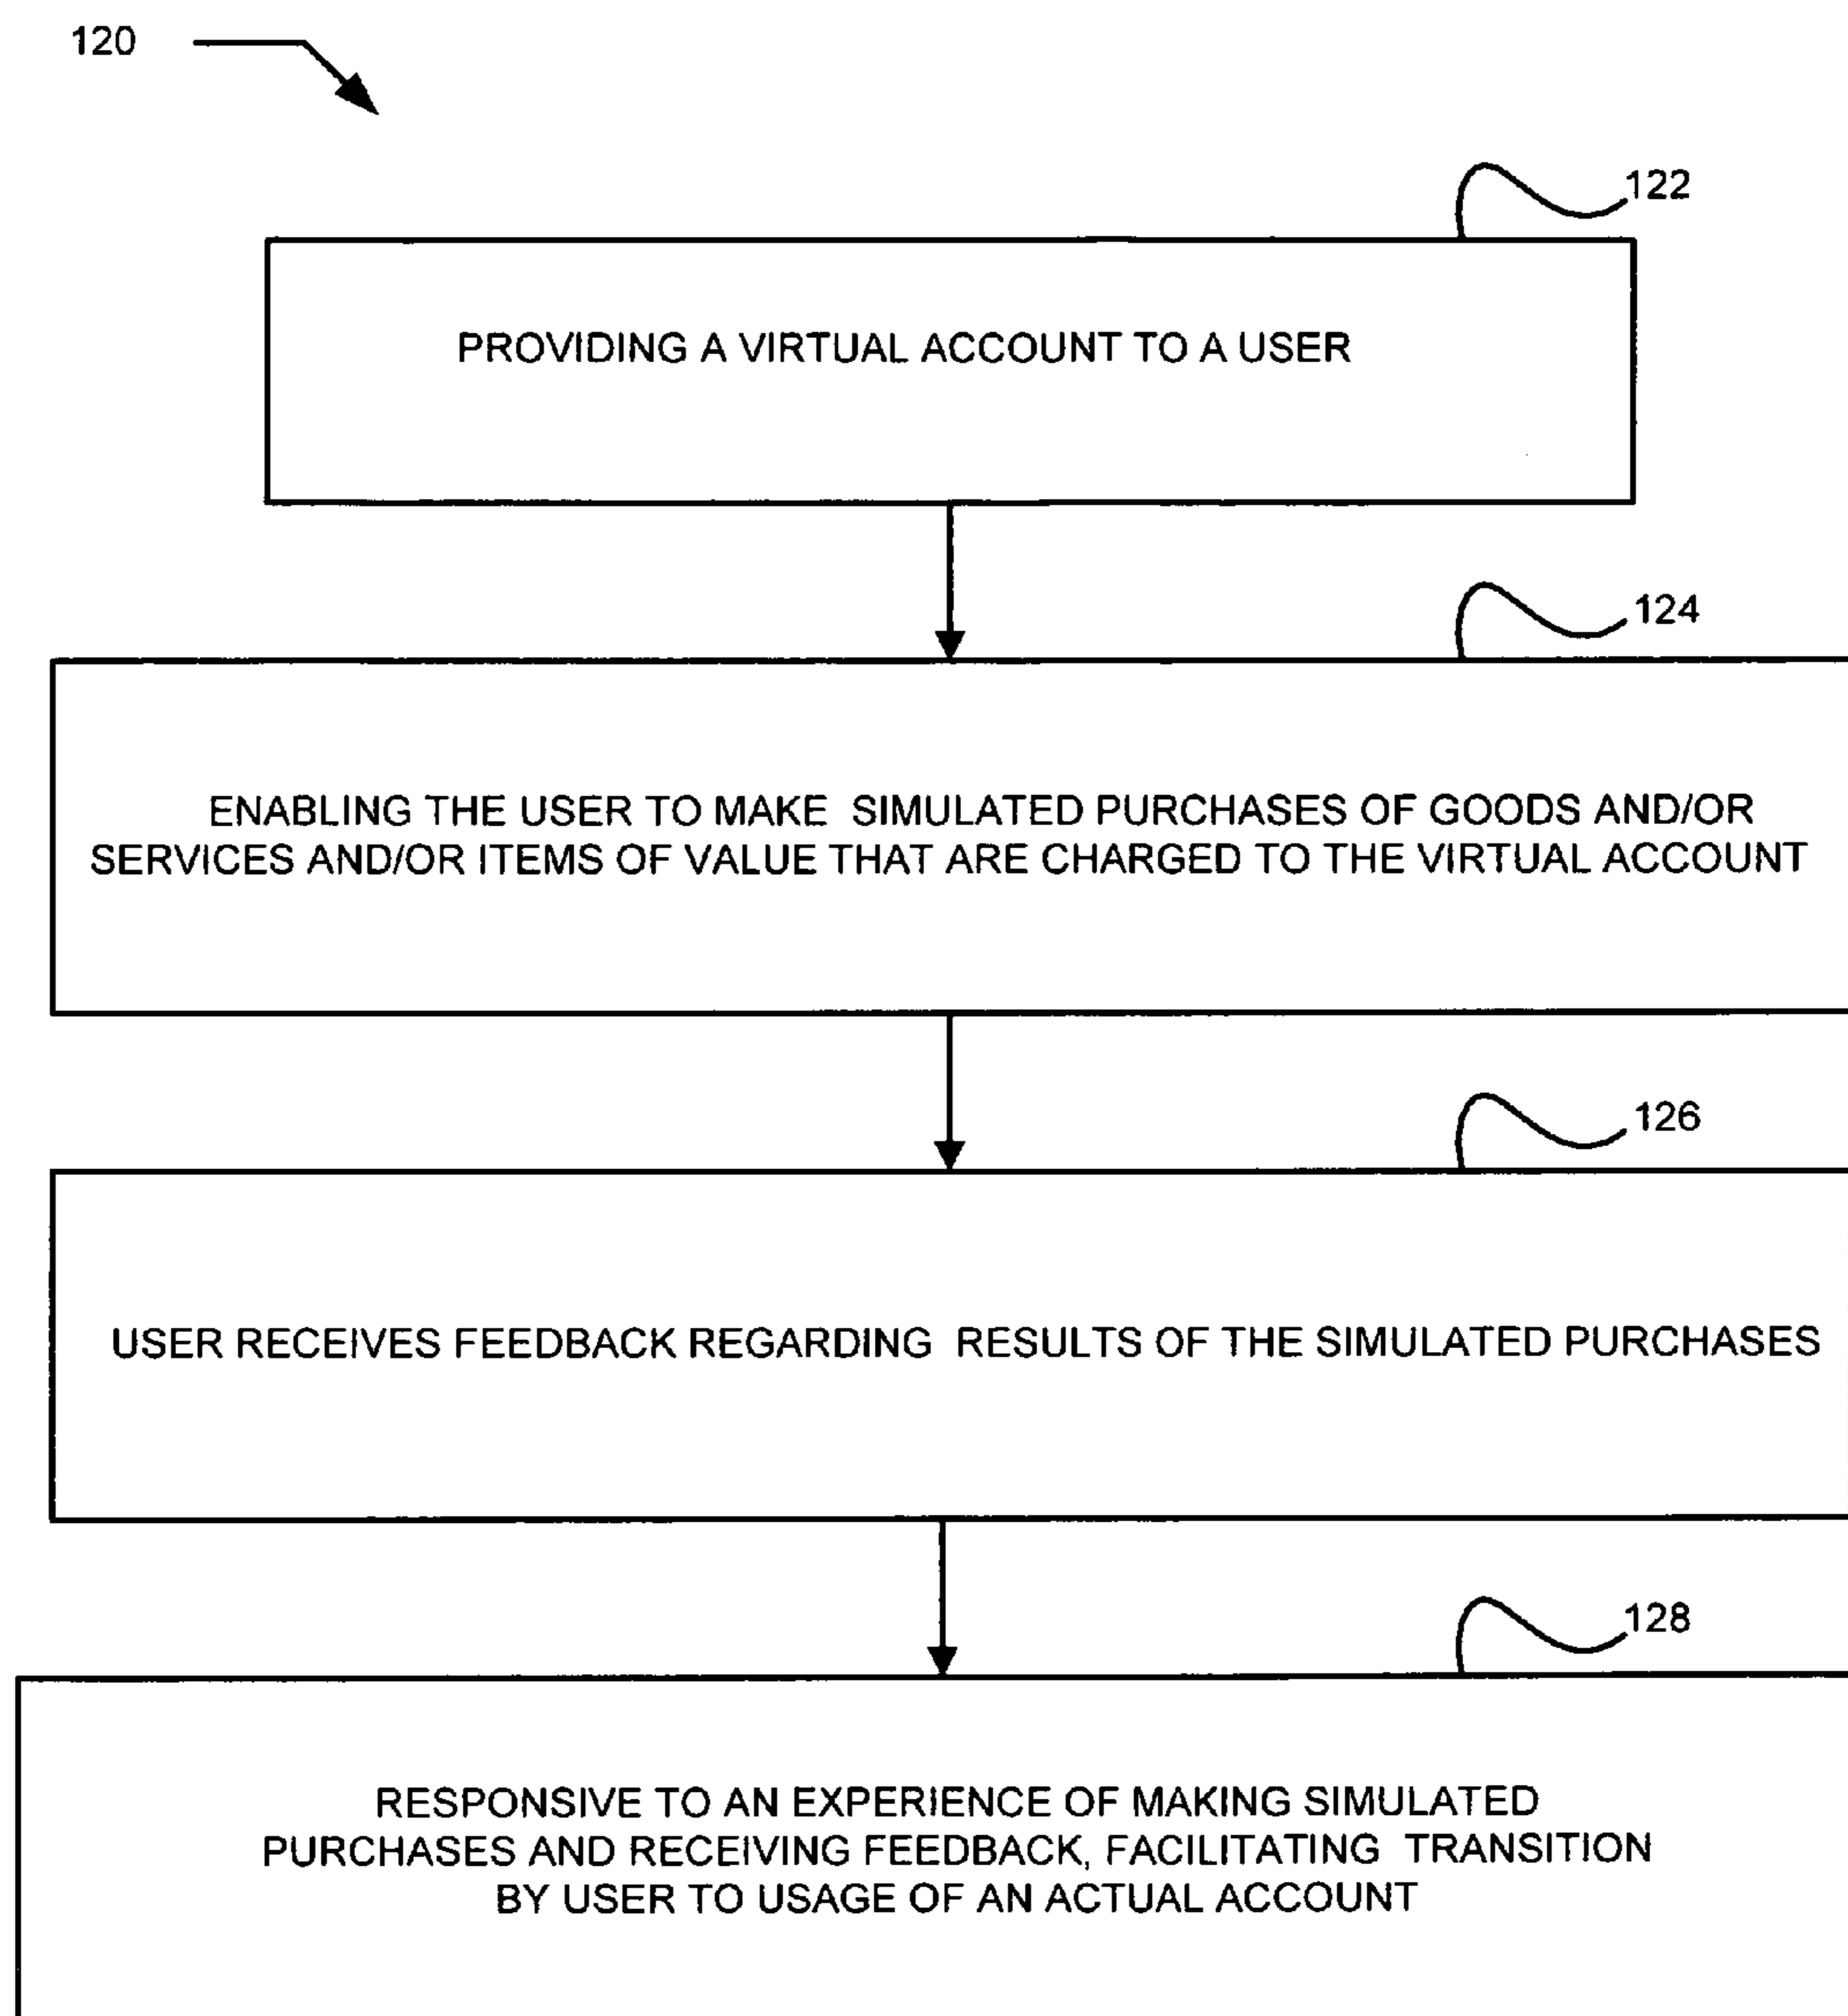 120
122
PROVIDING A VIRTUAL ACCOUNT TO A USER
124
ENABLING THE USER TO MAKE SIMULATED PURCHASES OF GOODS AND/OR
SERVICES AND/OR ITEMS OF VALUE THAT ARE CHARGED TO THE VIRTUAL ACCOUNT
126
USER RECEIVES FEEDBACK REGARDING RESULTS OF THE SIMULATED PURCHASES
128
RESPONSIVE TO AN EXPERIENCE OF MAKING SIMULATED
PURCHASES AND RECEIVING FEEDBACK, FACILITATING TRANSITION
BY USER TO USAGE OF AN ACTUAL ACCOUNT